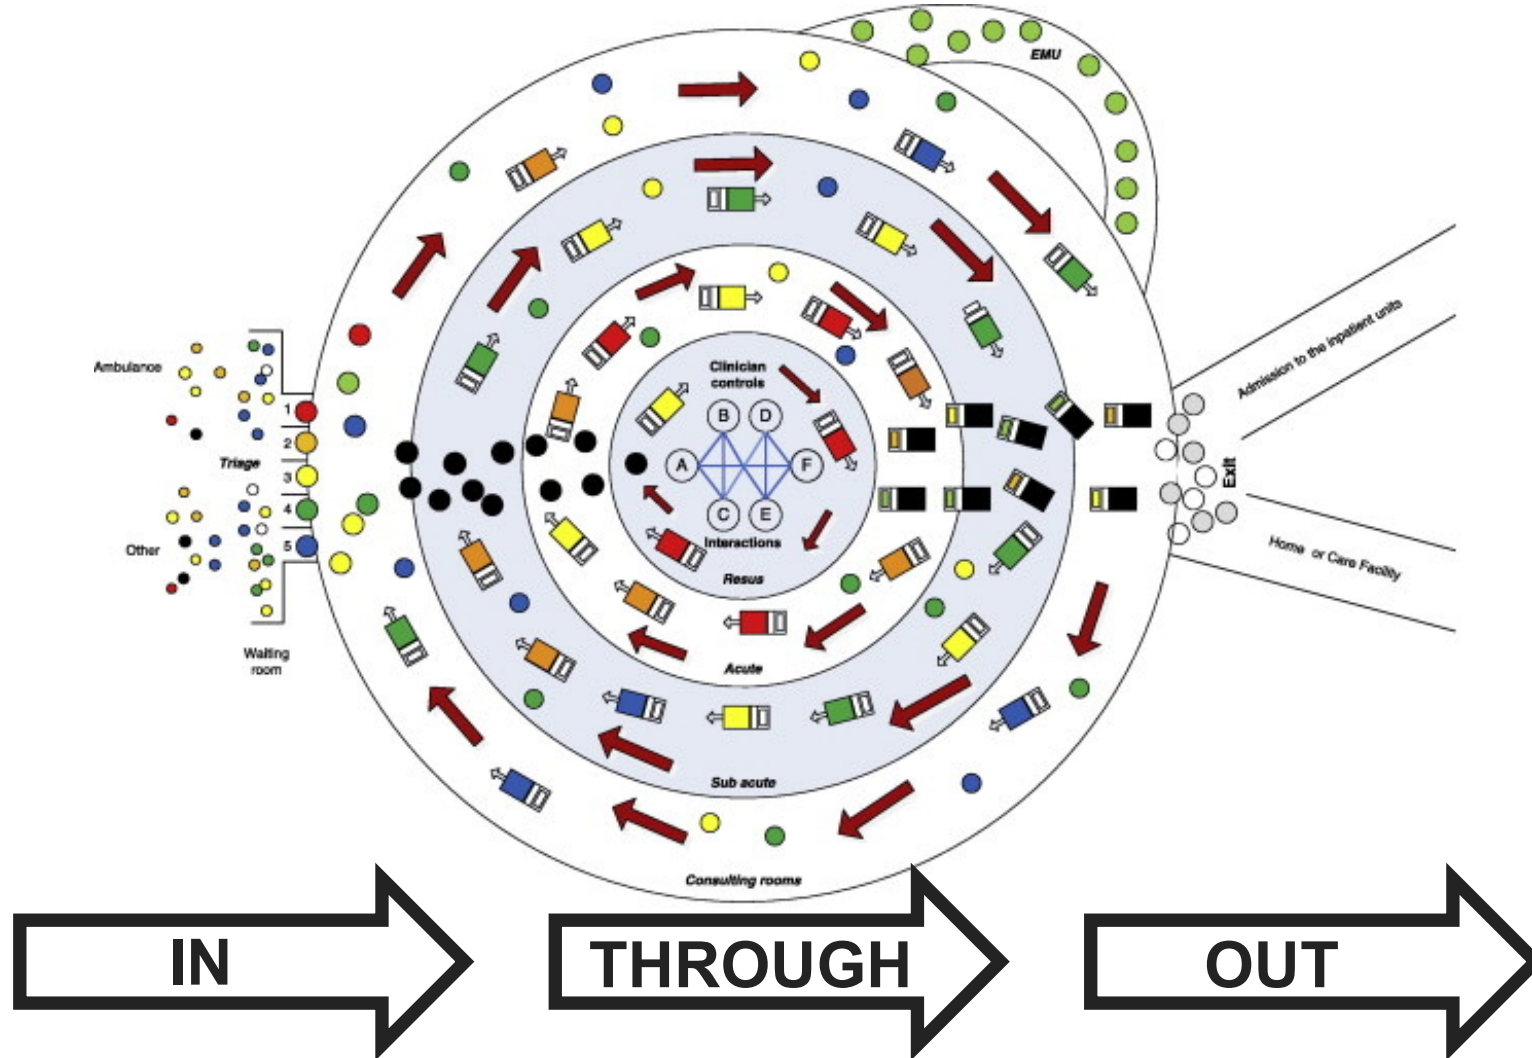 EMU
Ambulance
1
2
Triage
3
4
5
Other
Waiting
room
Clinician
controls
B
D
A
F
C
E
Interactions
Resus
Acute
Sub acute
Consulting rooms
Admission to the inpatient units
Exit
Home or Care Facility
IN
THROUGH
OUT